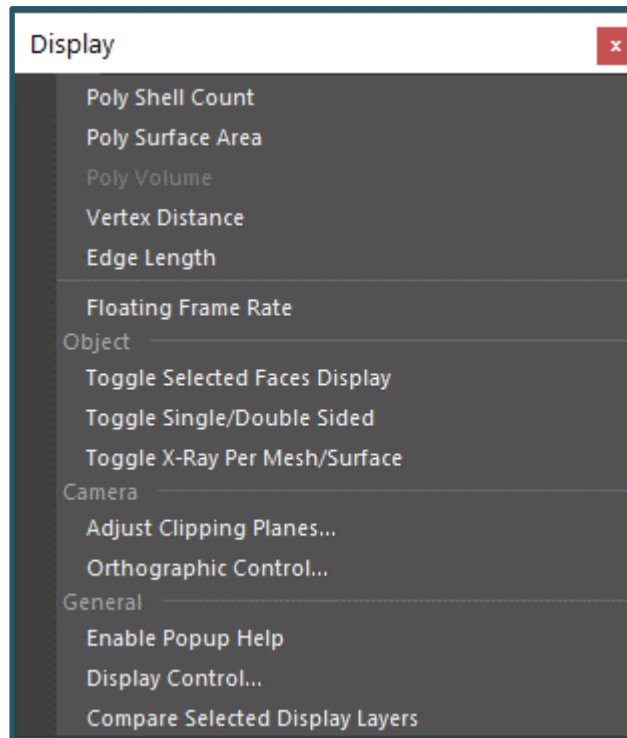 Display
x
Poly Shell Count
Poly Surface Area
Poly Volume
Vertex Distance
Edge Length
Floating Frame Rate
Object
Toggle Selected Faces Display
Toggle Single/Double Sided
Toggle X-Ray Per Mesh/Surface
Camera
Adjust Clipping Planes...
Orthographic Control...
General
Enable Popup Help
Display Control...
Compare Selected Display Layers